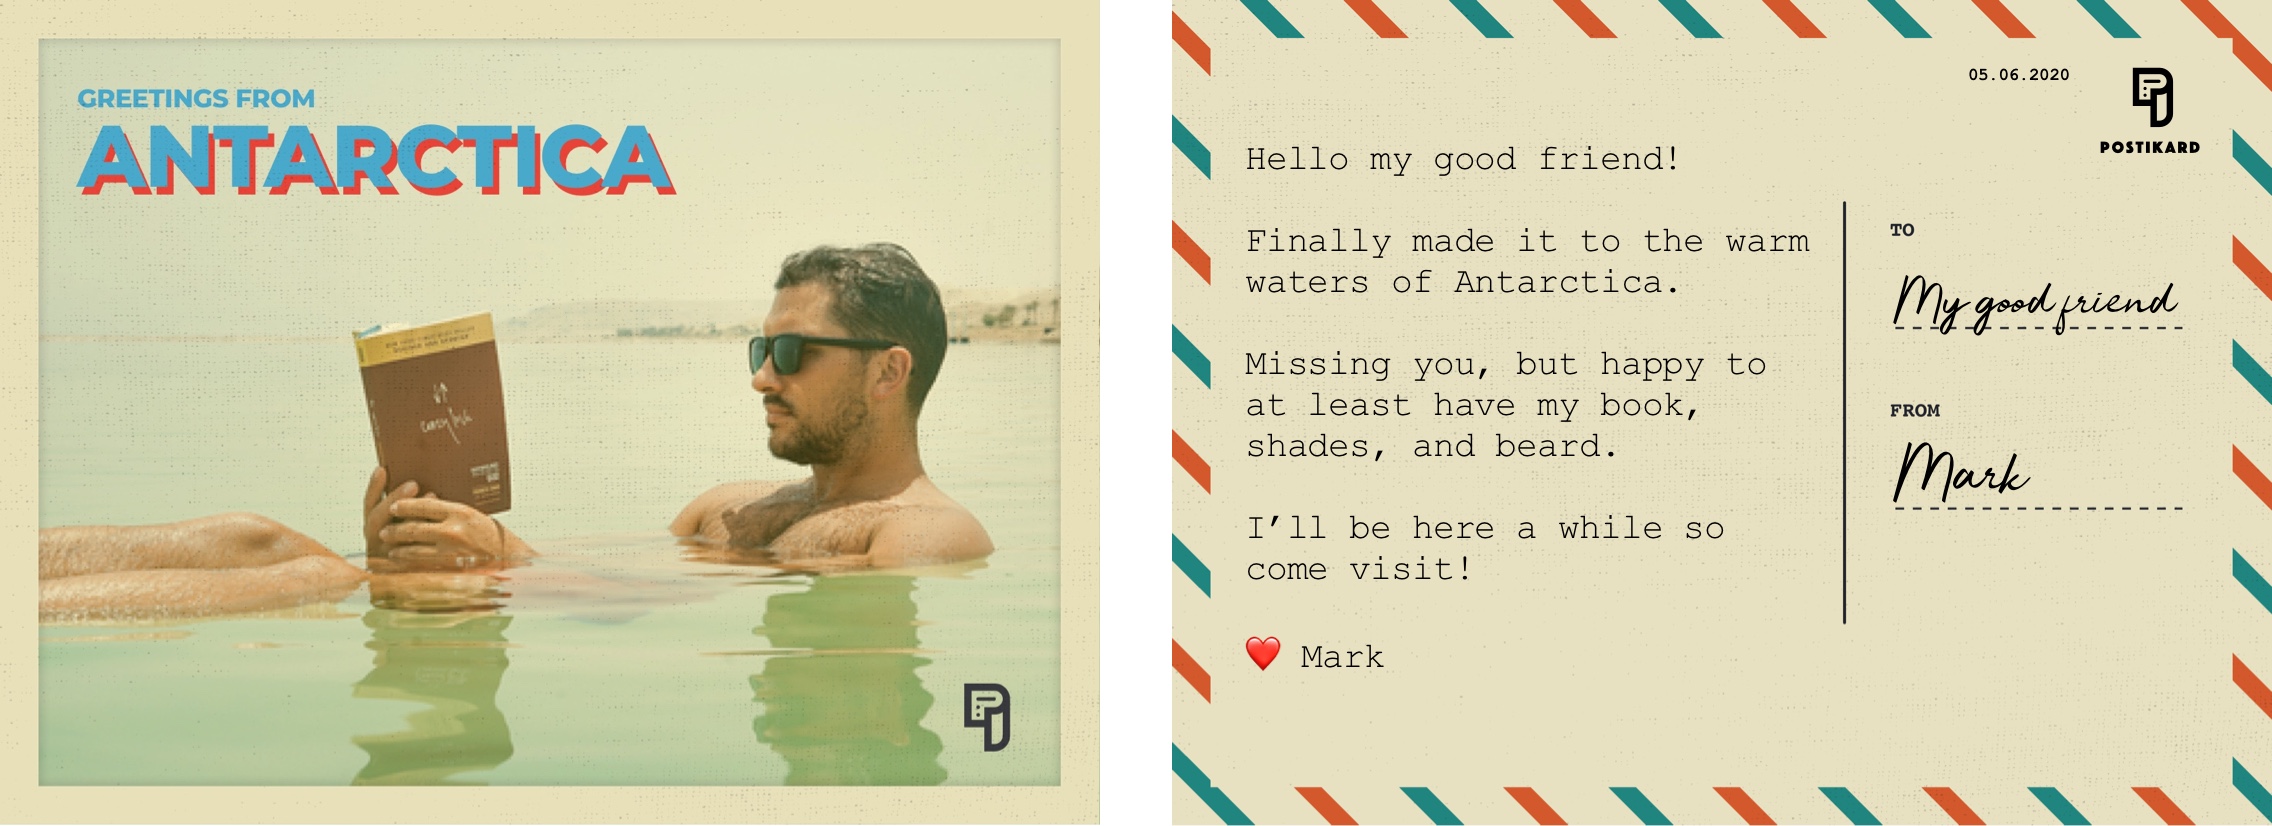 GREETINGS FROM
ANTARCTICA
05.06.2020
POSTIKARD
Hello my good friend!
Finally made it to the warm
waters of Antarctica.
Missing you, but happy to
at least have my book,
shades, and beard.
I’ll be here a while so
come visit!
❤️ Mark
TO
My good friend
FROM
Mark